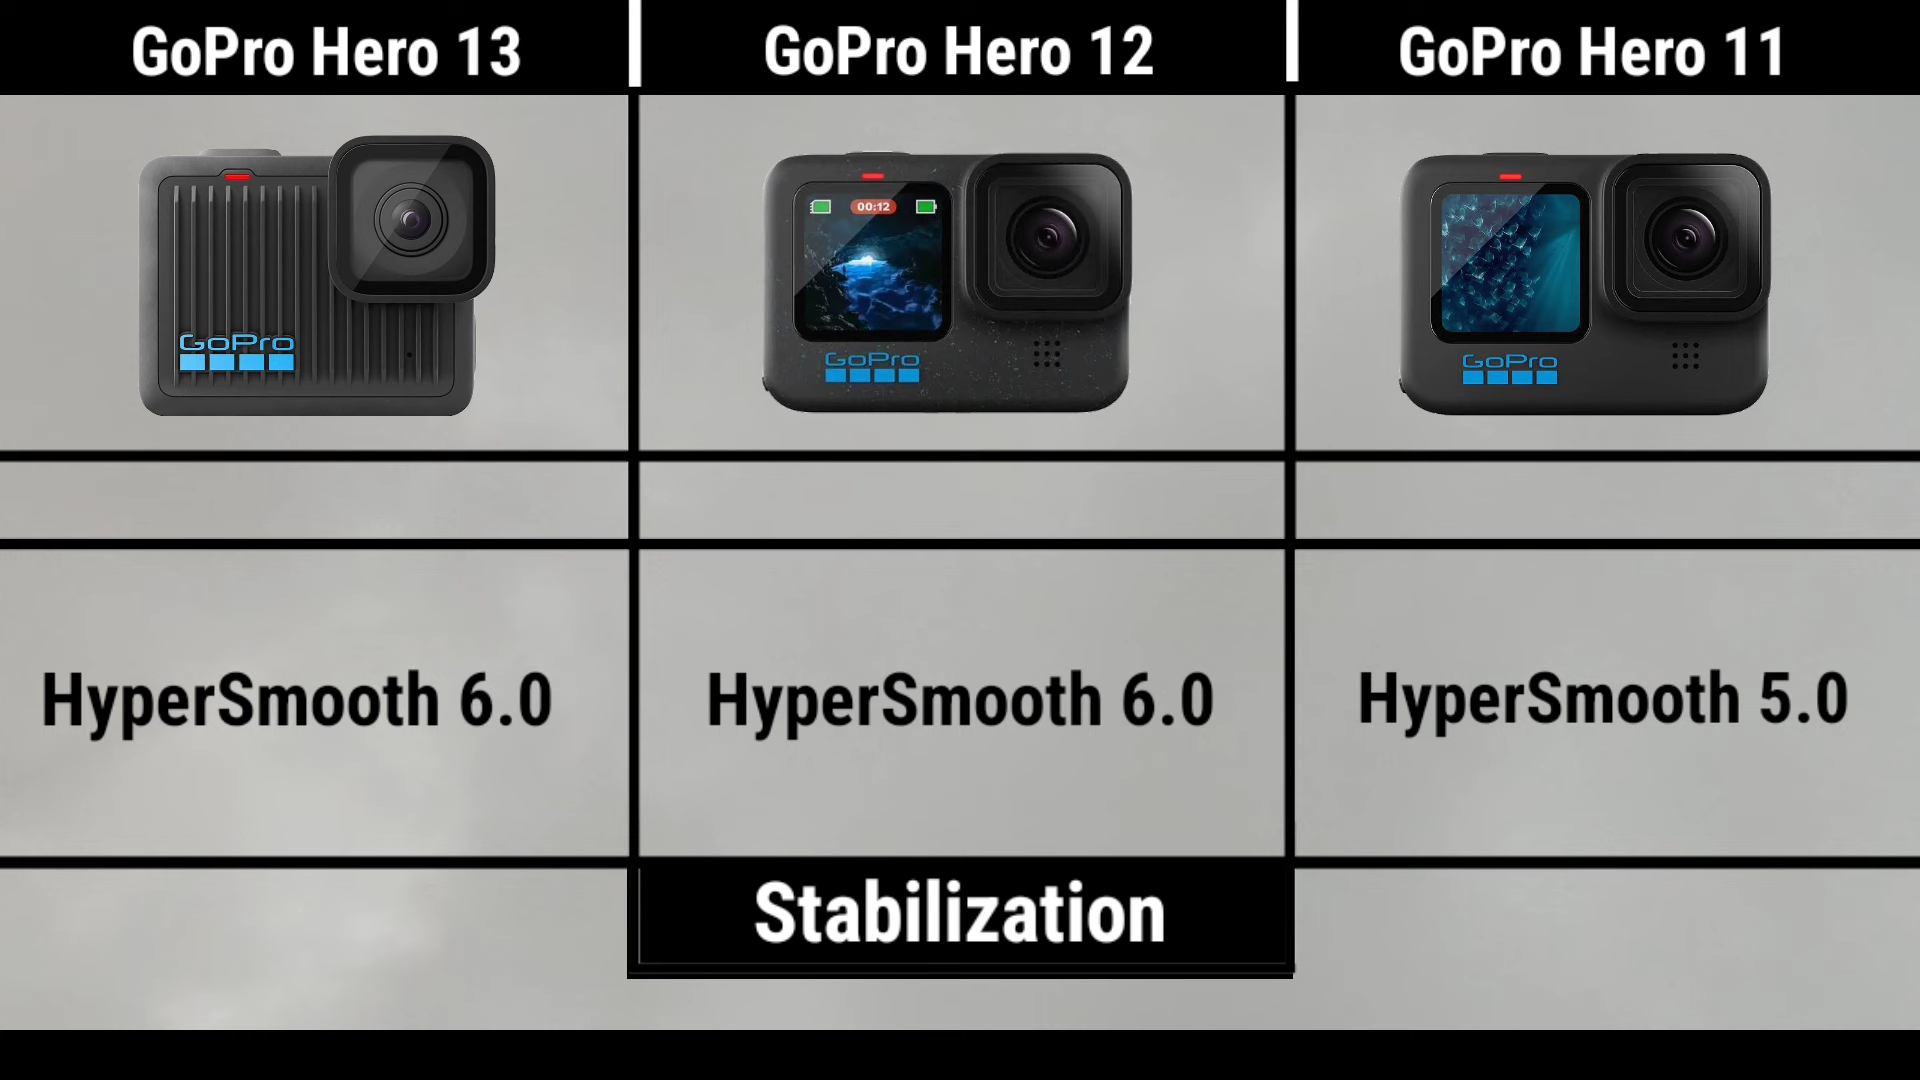 GoPro Hero 13
GoPro Hero 12
GoPro Hero 11
GoPro
00:12
GoPro
GoPro
HyperSmooth 6.0
HyperSmooth 6.0
HyperSmooth 5.0
Stabilization